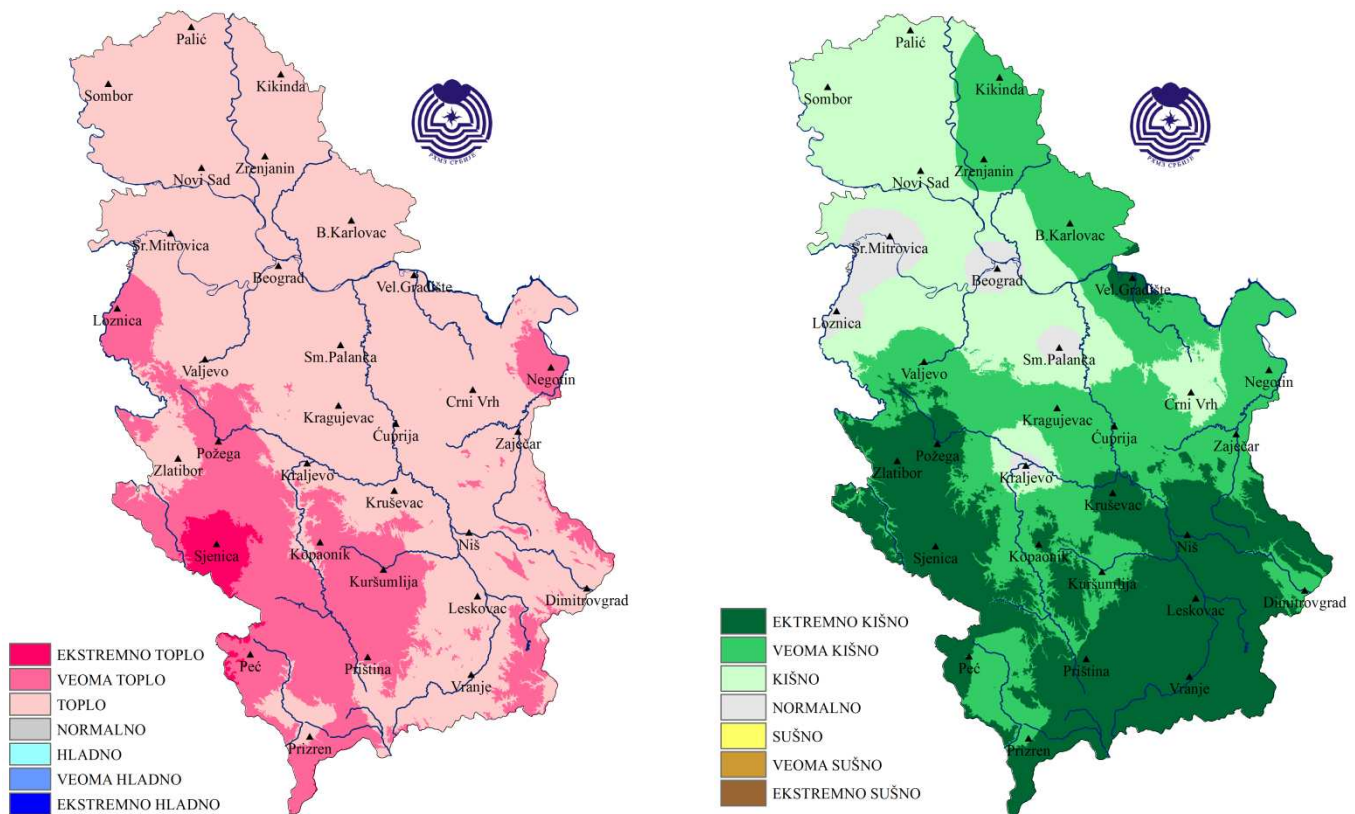 Palić
Kikinda
Sombor
Zrenjanin
Novi Sad
B.Karlovac
Sr.Mitrovica
Beograd
Vel.Gradište
Loznica
Sm.Palanka
Valjevo
Negotin
Crni Vrh
Kragujevac
Ćuprija
Zaječar
Požega
Zlatibor
Kraljevo
Kruševac
Niš
Sjenica
Kopaonik
Kuršumlija
Leskovac
Dimitrovgrad
Peć
Priština
Vranje
Prizren
РХМЗ СРБИЈЕ
EKSTREMNO TOPLO
VEOMA TOPLO
TOPLO
NORMALNO
HLADNO
VEOMA HLADNO
EKSTREMNO HLADNO
Palić
Kikinda
Sombor
Zrenjanin
Novi Sad
B.Karlovac
Sr.Mitrovica
Beograd
Vel.Gradište
Loznica
Sm.Palanka
Valjevo
Negotin
Crni Vrh
Kragujevac
Ćuprija
Zaječar
Požega
Zlatibor
Kraljevo
Kruševac
Niš
Sjenica
Kopaonik
Kuršumlija
Leskovac
Dimitrovgrad
Peć
Priština
Vranje
Prizren
РХМЗ СРБИЈЕ
EKTREMNO KIŠNO
VEOMA KIŠNO
KIŠNO
NORMALNO
SUŠNO
VEOMA SUŠNO
EKSTREMNO SUŠNO